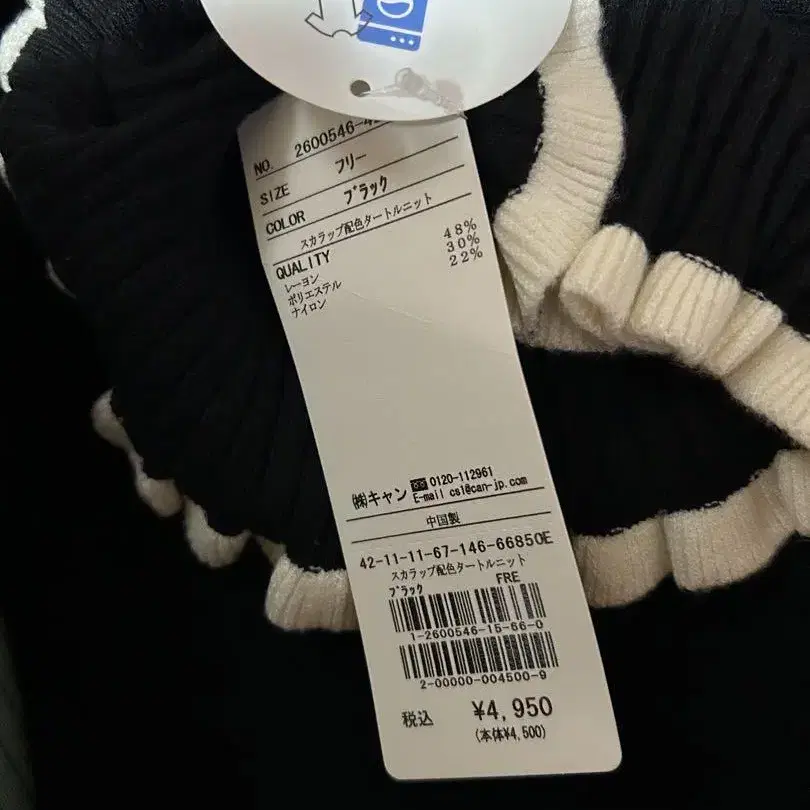 NO. 2600546-4
SIZE フリー
COLOR ブラック
スカラップ配色タートルニット
QUALITY
レーヨン 48%
ポリエステル 30%
ナイロン 22%
㈱キャン 0120-112961
E-mail cs1@can-jp.com
中国製
42-11-11-67-146-66850E
スカラップ配色タートルニット
ブラック FRE
1-2600546-15-66-0
2-00000-004500-9
税込 ¥4,950
(本体¥4,500)